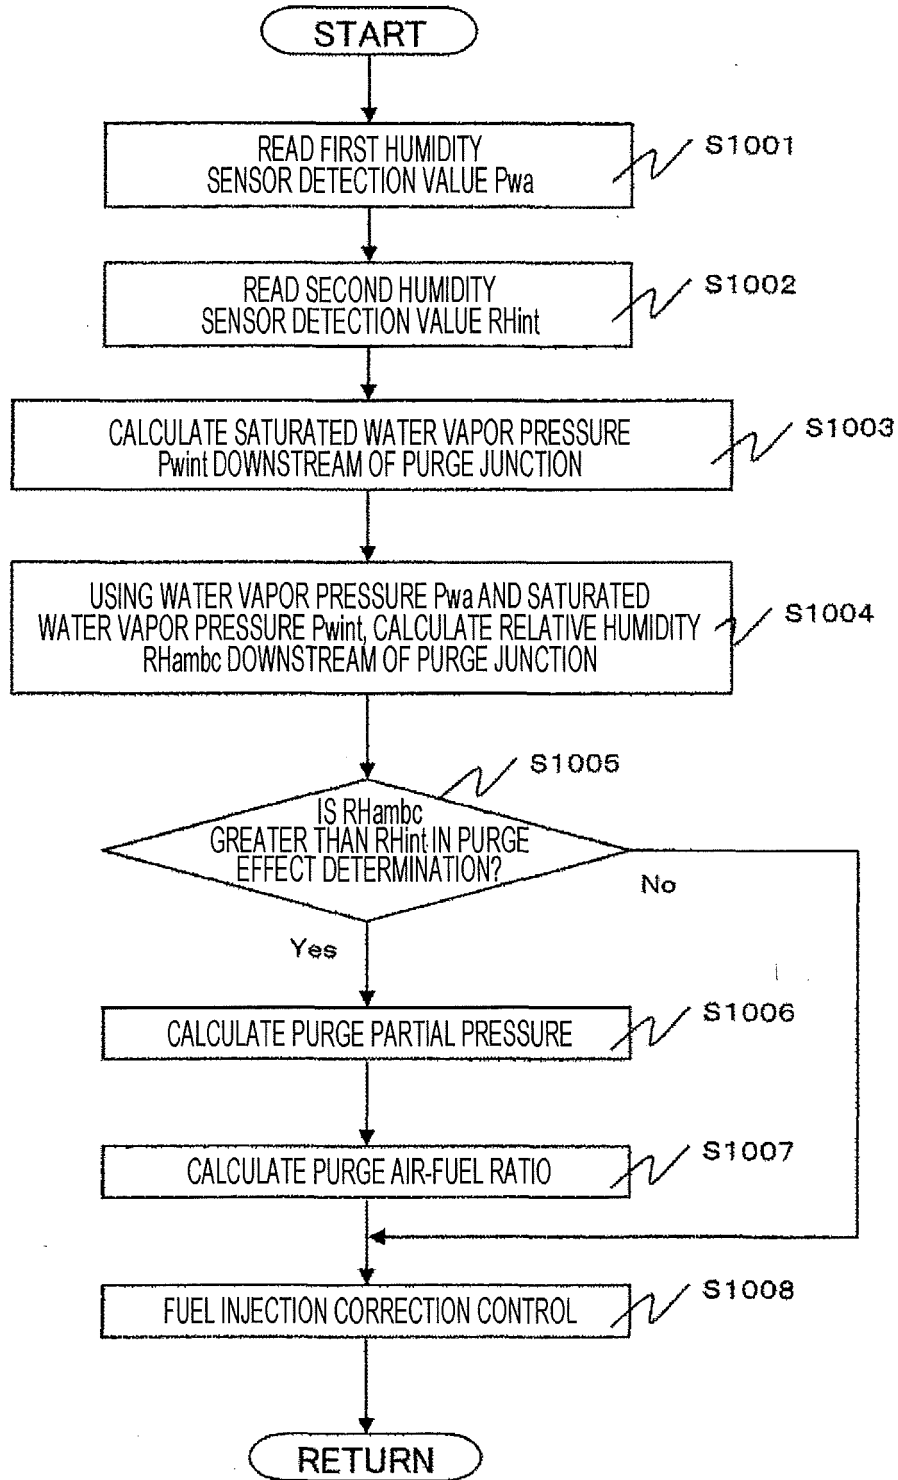 START
READ FIRST HUMIDITY
SENSOR DETECTION VALUE Pwa
S1001
READ SECOND HUMIDITY
SENSOR DETECTION VALUE RHint
S1002
CALCULATE SATURATED WATER VAPOR PRESSURE
Pwint DOWNSTREAM OF PURGE JUNCTION
S1003
USING WATER VAPOR PRESSURE Pwa AND SATURATED
WATER VAPOR PRESSURE Pwint, CALCULATE RELATIVE HUMIDITY
RHambc DOWNSTREAM OF PURGE JUNCTION
S1004
S1005
IS RHambc
GREATER THAN RHint IN PURGE
EFFECT DETERMINATION?
No
Yes
CALCULATE PURGE PARTIAL PRESSURE
S1006
CALCULATE PURGE AIR-FUEL RATIO
S1007
FUEL INJECTION CORRECTION CONTROL
S1008
RETURN